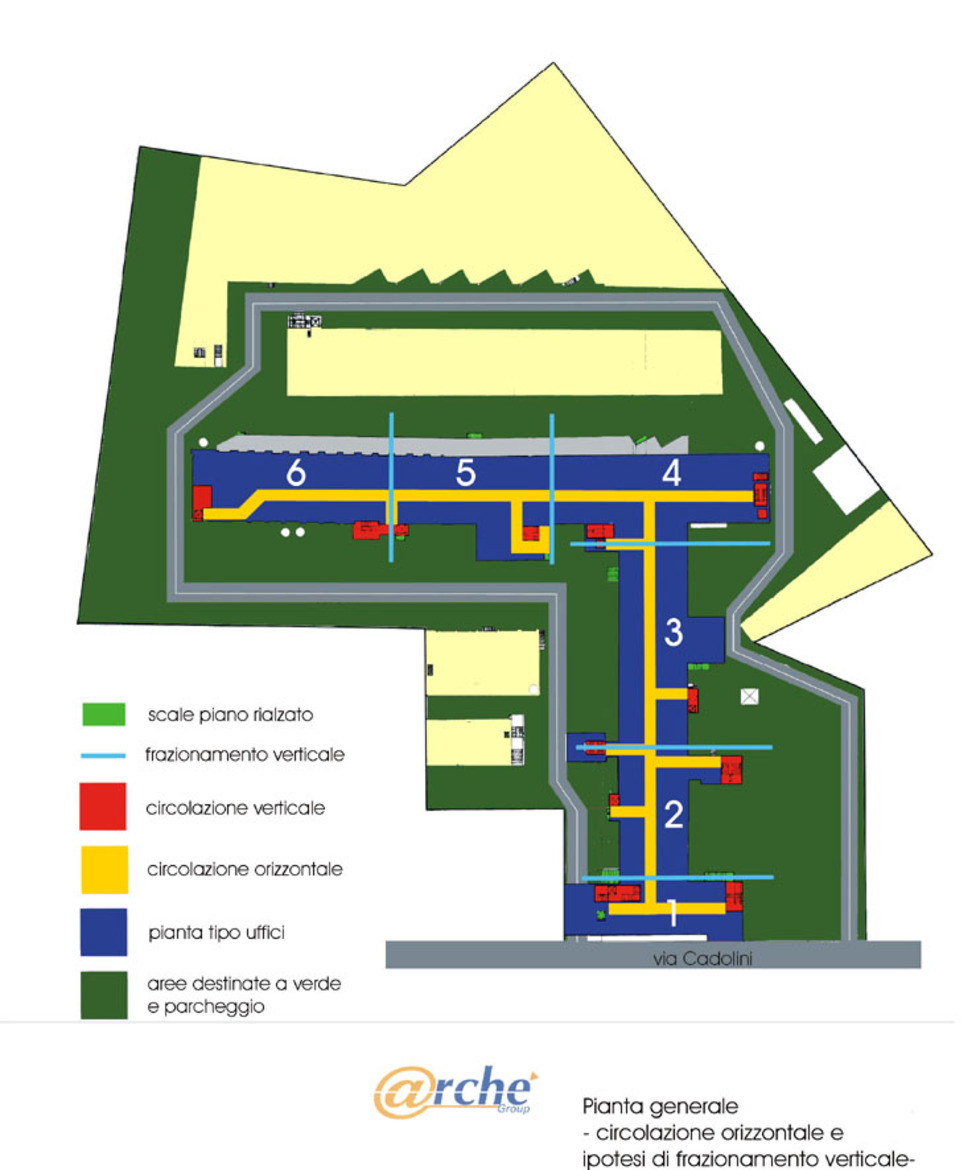 6
5
4
3
2
1
scale piano rialzato
frazionamento verticale
circolazione verticale
circolazione orizzontale
pianta tipo uffici
aree destinate a verde
e parcheggio
via Cadolini
@rche
Group
Pianta generale
- circolazione orizzontale e
ipotesi di frazionamento verticale-